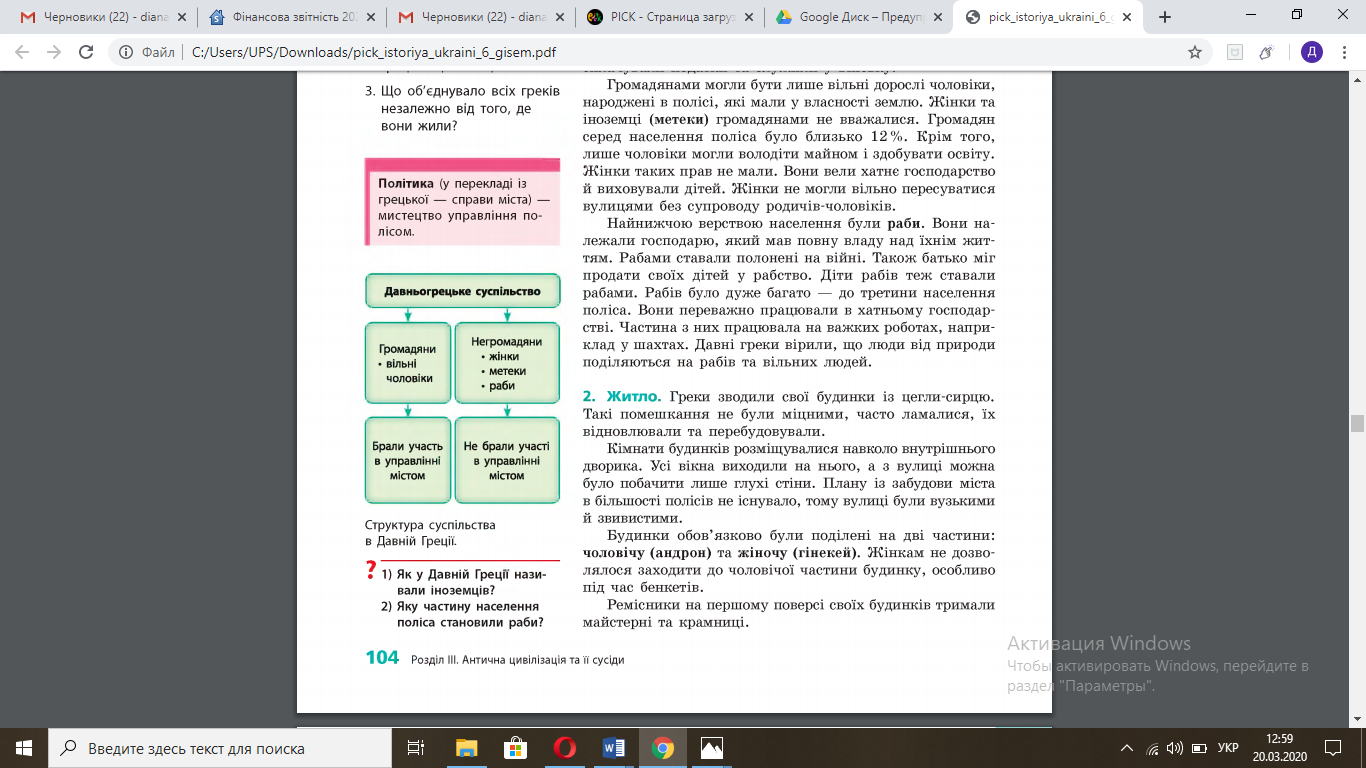 Черновики (22) - diana
Фінансова звітність 202
Черновики (22) - diana
PICK - Страница загруз
Google Диск – Предупр
pick_istoriya_ukraini_6_g
Файл
C:/Users/UPS/Downloads/pick_istoriya_ukraini_6_gisem.pdf
Д
3. Що об’єднувало всіх греків
незалежно від того, де
вони жили?
Політика (у перекладі із
грецької — справи міста) —
мистецтво управління по-
лісом.
Давньогрецьке суспільство
Громадяни
• вільні
чоловіки
Негромадяни
• жінки
• метеки
• раби
Брали участь
в управлінні
містом
Не брали участі
в управлінні
містом
Структура суспільства
в Давній Греції.
? 1) Як у Давній Греції нази-
вали іноземців?
2) Яку частину населення
поліса становили раби?
Громадянами могли бути лише вільні дорослі чоловіки,
народжені в полісі, які мали у власності землю. Жінки та
іноземці (метеки) громадянами не вважалися. Громадян
серед населення поліса було близько 12%. Крім того,
лише чоловіки могли володіти майном і здобувати освіту.
Жінки таких прав не мали. Вони вели хатнє господарство
й виховували дітей. Жінки не могли вільно пересуватися
вулицями без супроводу родичів-чоловіків.
Найнижчою верствою населення були раби. Вони на-
лежали господарю, який мав повну владу над їхнім жит-
тям. Рабами ставали полонені на війні. Також батько міг
продати своїх дітей у рабство. Діти рабів теж ставали
рабами. Рабів було дуже багато — до третини населення
поліса. Вони переважно працювали в хатньому господар-
стві. Частина з них працювала на важких роботах, напри-
клад у шахтах. Давні греки вірили, що люди від природи
поділяються на рабів та вільних людей.
2. Житло. Греки зводили свої будинки із цегли-сирцю.
Такі помешкання не були міцними, часто ламалися, їх
відновлювали та перебудовували.
Кімнати будинків розміщувалися навколо внутрішнього
дворика. Усі вікна виходили на нього, а з вулиці можна
було побачити лише глухі стіни. Плану із забудови міста
в більшості полісів не існувало, тому вулиці були вузькими
й звивистими.
Будинки обов’язково були поділені на дві частини:
чоловічу (андрон) та жіночу (гінекей). Жінкам не дозво-
лялося заходити до чоловічої частини будинку, особливо
під час бенкетів.
Ремісники на першому поверсі своїх будинків тримали
майстерні та крамниці.
104 Розділ III. Антична цивілізація та її сусіди
Активация Windows
Чтобы активировать Windows, перейдите в
раздел "Параметры".
Введите здесь текст для поиска
УКР
12:59
20.03.2020